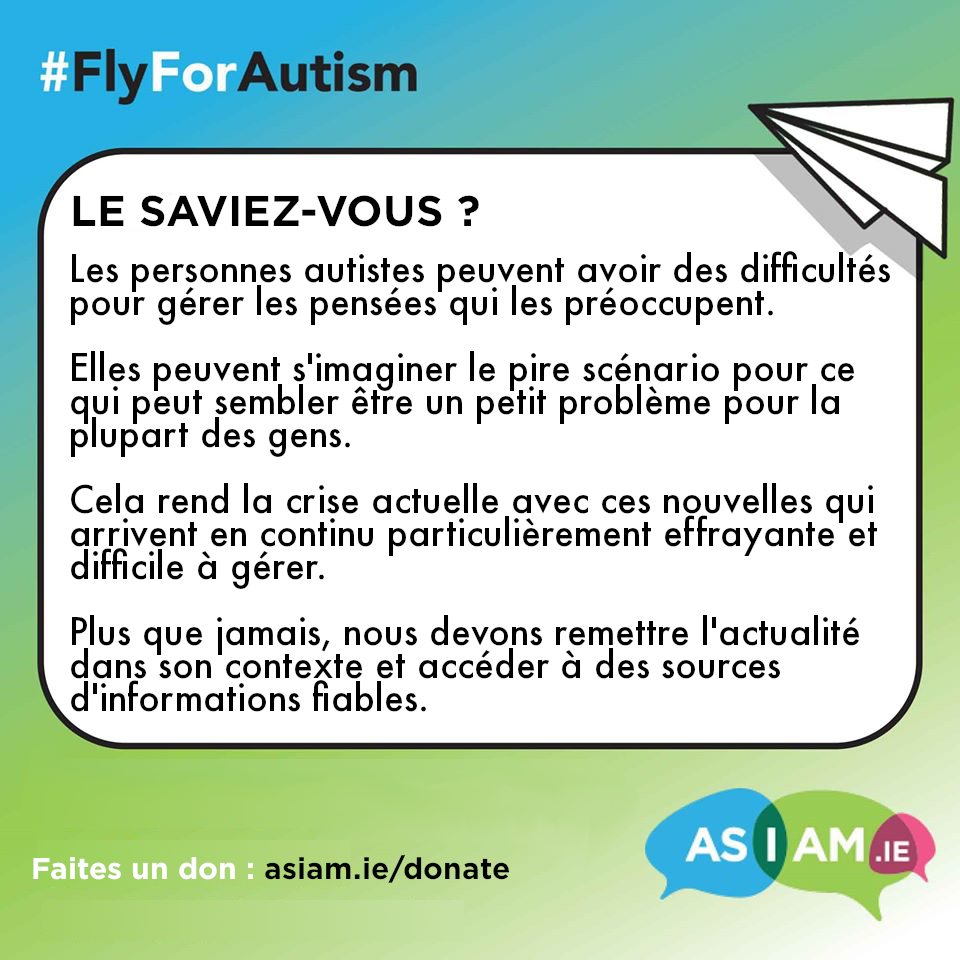 #FlyForAutism
LE SAVIEZ-VOUS ?
Les personnes autistes peuvent avoir des difficultés
pour gérer les pensées qui les préoccupent.
Elles peuvent s'imaginer le pire scénario pour ce
qui peut sembler être un petit problème pour la
plupart des gens.
Cela rend la crise actuelle avec ces nouvelles qui
arrivent en continu particulièrement effrayante et
difficile à gérer.
Plus que jamais, nous devons remettre l'actualité
dans son contexte et accéder à des sources
d'informations fiables.
Faites un don : asiam.ie/donate
AS I AM.IE